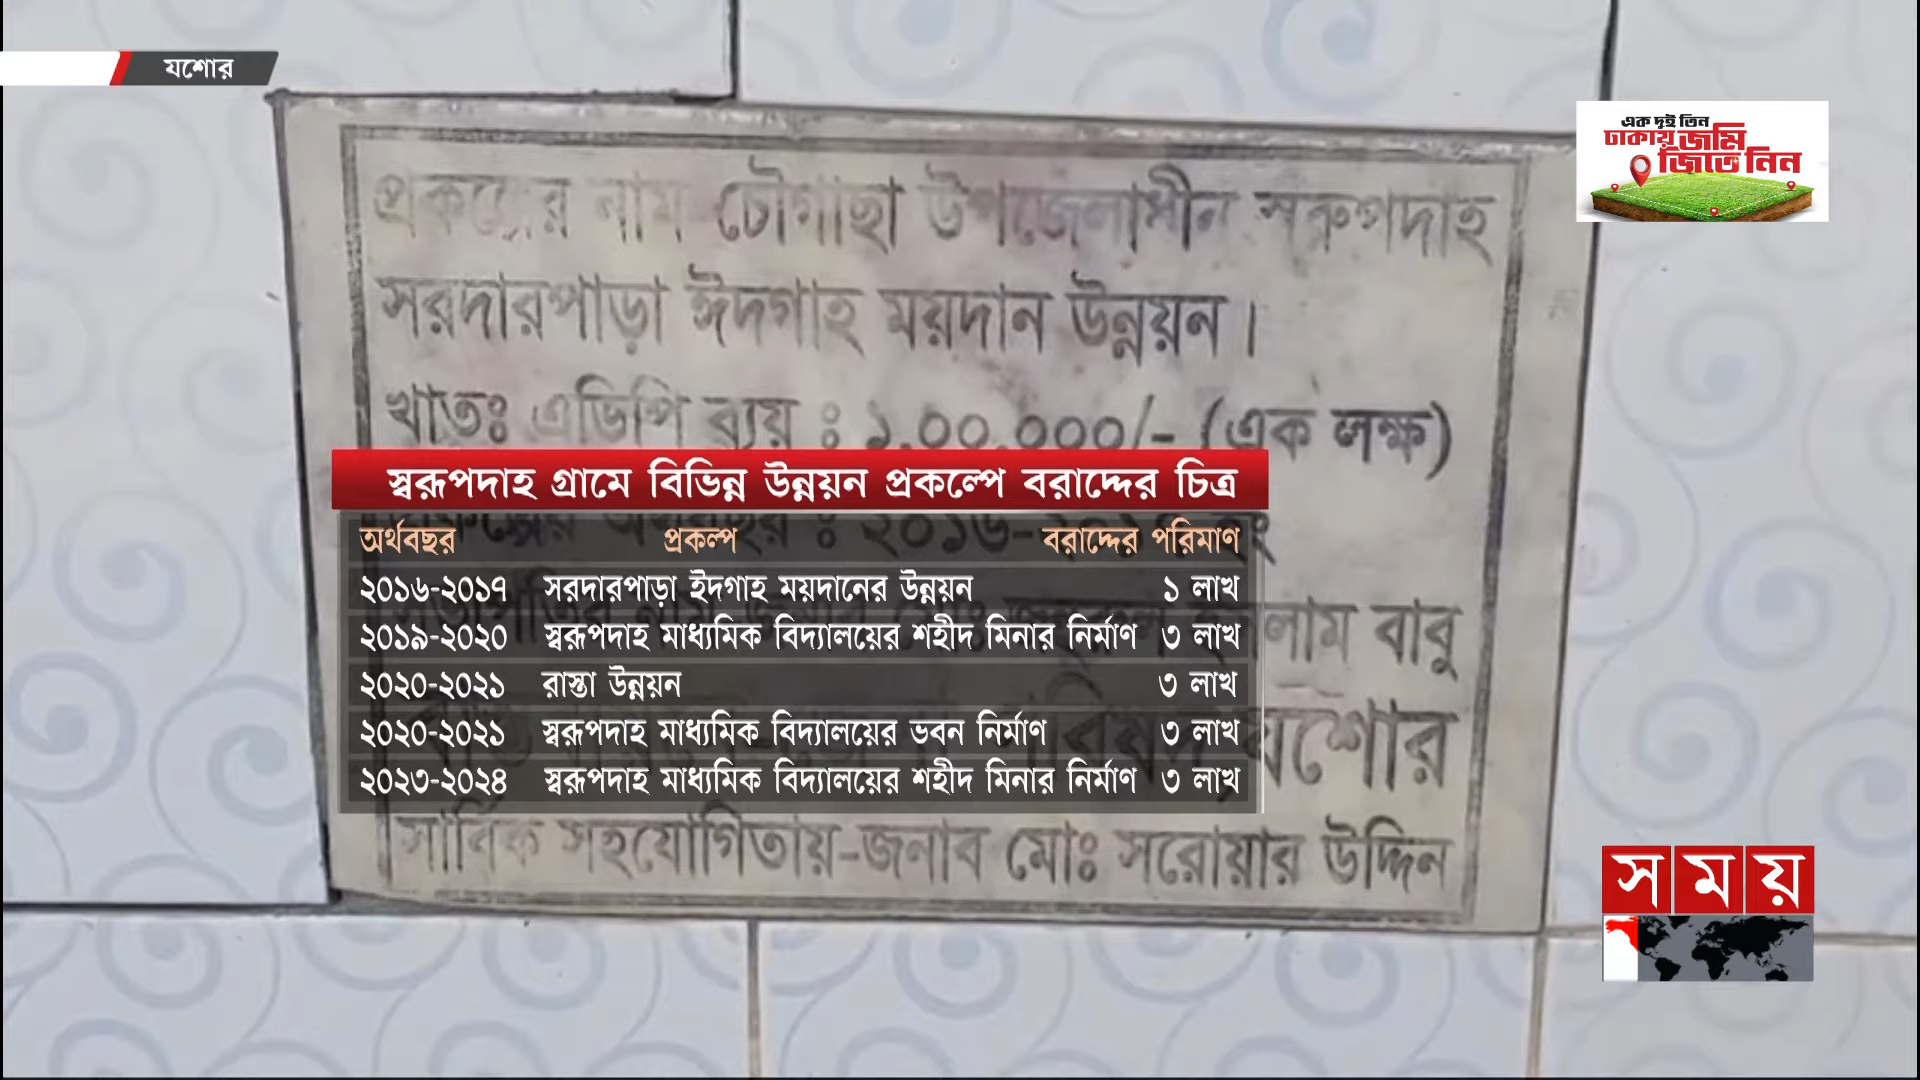 যশোর
এক দুই তিন
ঢাকায় জমি
জিতে নিন
প্রকল্পের নাম চৌগাছা উপজেলাধীন স্বরুপদাহ
সরদারপাড়া ঈদগাহ ময়দান উন্নয়ন।
খাতঃ এডিপি ব্যয় : ১,০০,০০০/- (এক লক্ষ)
স্বরূপদাহ গ্রামে বিভিন্ন উন্নয়ন প্রকল্পে বরাদ্দের চিত্র
অর্থবছর প্রকল্প বরাদ্দের পরিমাণ
২০১৬-২০১৭ সরদারপাড়া ইদগাহ ময়দানের উন্নয়ন ১ লাখ
২০১৯-২০২০ স্বরূপদাহ মাধ্যমিক বিদ্যালয়ের শহীদ মিনার নির্মাণ ৩ লাখ
২০২০-২০২১ রাস্তা উন্নয়ন ৩ লাখ
২০২০-২০২১ স্বরূপদাহ মাধ্যমিক বিদ্যালয়ের ভবন নির্মাণ ৩ লাখ
২০২৩-২০২৪ স্বরূপদাহ মাধ্যমিক বিদ্যালয়ের শহীদ মিনার নির্মাণ ৩ লাখ
বাবু
যশোর
সার্বিক সহযোগিতায়-জনাব মোঃ সরোয়ার উদ্দিন
সময়